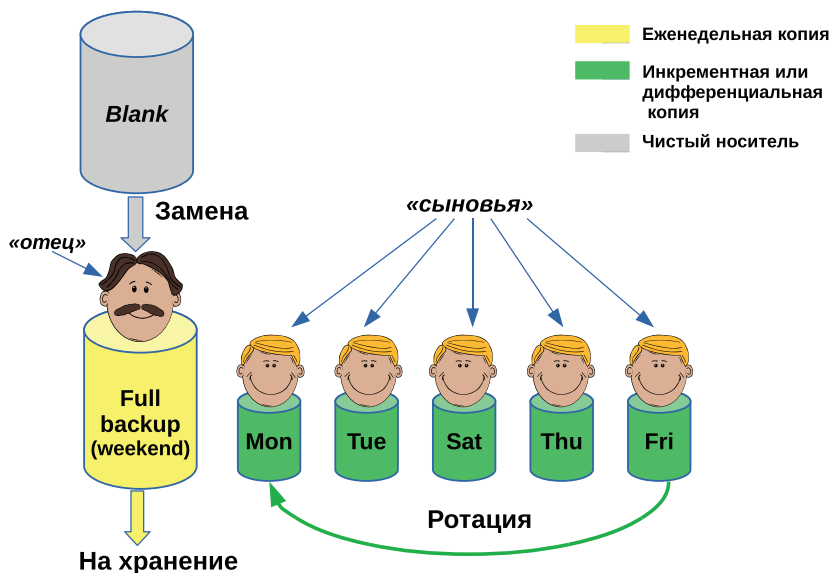 Blank
Еженедельная копия
Инкрементная или
дифференциальная
копия
Чистый носитель
Замена
«сыновья»
«отец»
Full
backup
(weekend)
Mon
Tue
Sat
Thu
Fri
Ротация
На хранение